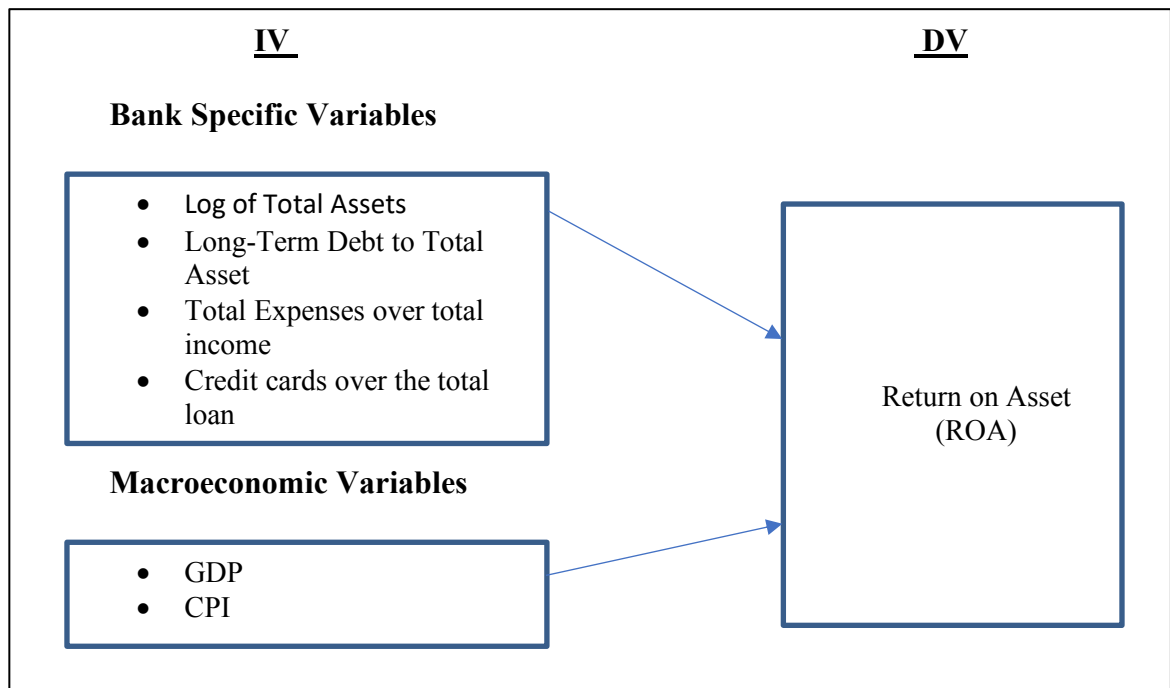 IV
DV
Bank Specific Variables
• Log of Total Assets
• Long-Term Debt to Total
Asset
• Total Expenses over total
income
• Credit cards over the total
loan
Macroeconomic Variables
• GDP
• CPI
Return on Asset
(ROA)